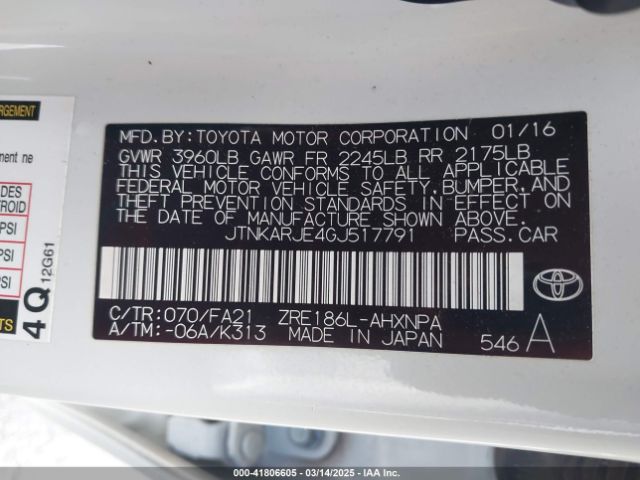 RGEMENT
ment ne
DES
TROID
PSI
PSI
PSI
TS
4Q 12G61
MFD. BY: TOYOTA MOTOR CORPORATION 01/16
GVWR 3960LB GAWR FR 2245LB RR 2175LB
THIS VEHICLE CONFORMS TO ALL APPLICABLE
FEDERAL MOTOR VEHICLE SAFETY, BUMPER, AND
THEFT PREVENTION STANDARDS IN EFFECT ON
THE DATE OF MANUFACTURE SHOWN ABOVE.
JTNKARJE4GJ517791 PASS.CAR
C/TR: 070/FA21 ZRE186L-AHXNPA
A/TM: -06A/K313 MADE IN JAPAN
546 A
000-41806605 - 03/14/2025 - IAA, Inc.